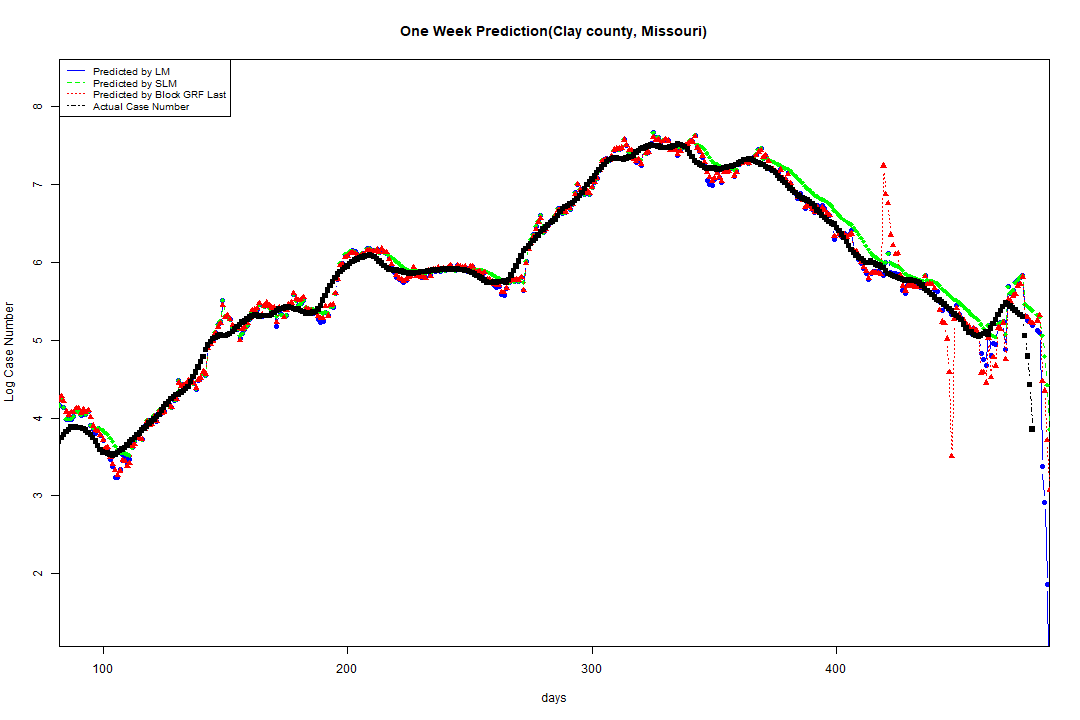 One Week Prediction(Clay county, Missouri)
Predicted by LM
Predicted by SLM
Predicted by Block GRF Last
Actual Case Number
8
7
6
5
4
3
2
Log Case Number
100 200 300 400
days